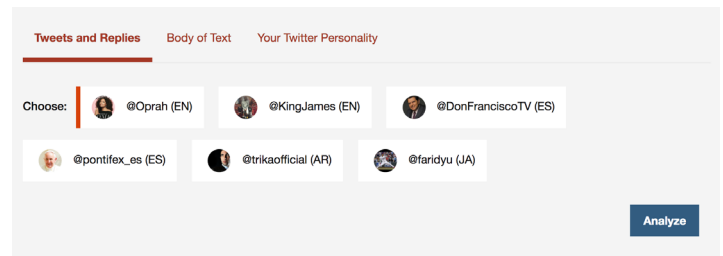 Tweets and Replies Body of Text Your Twitter Personality
Choose: @Oprah (EN) @KingJames (EN) @DonFranciscoTV (ES)
@pontifex_es (ES) @trikaofficial (AR) @faridyu (JA)
Analyze